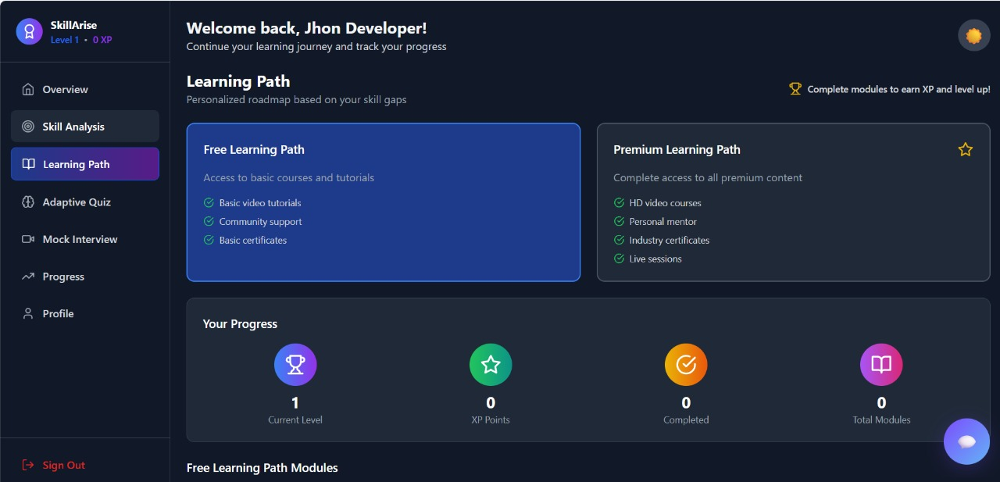 SkillArise
Level 1 • 0 XP
Overview
Skill Analysis
Learning Path
Adaptive Quiz
Mock Interview
Progress
Profile
Sign Out
Welcome back, Jhon Developer!
Continue your learning journey and track your progress
Learning Path
Personalized roadmap based on your skill gaps
Complete modules to earn XP and level up!
Free Learning Path
Access to basic courses and tutorials
Basic video tutorials
Community support
Basic certificates
Premium Learning Path
Complete access to all premium content
HD video courses
Personal mentor
Industry certificates
Live sessions
Your Progress
1
Current Level
0
XP Points
0
Completed
0
Total Modules
Free Learning Path Modules